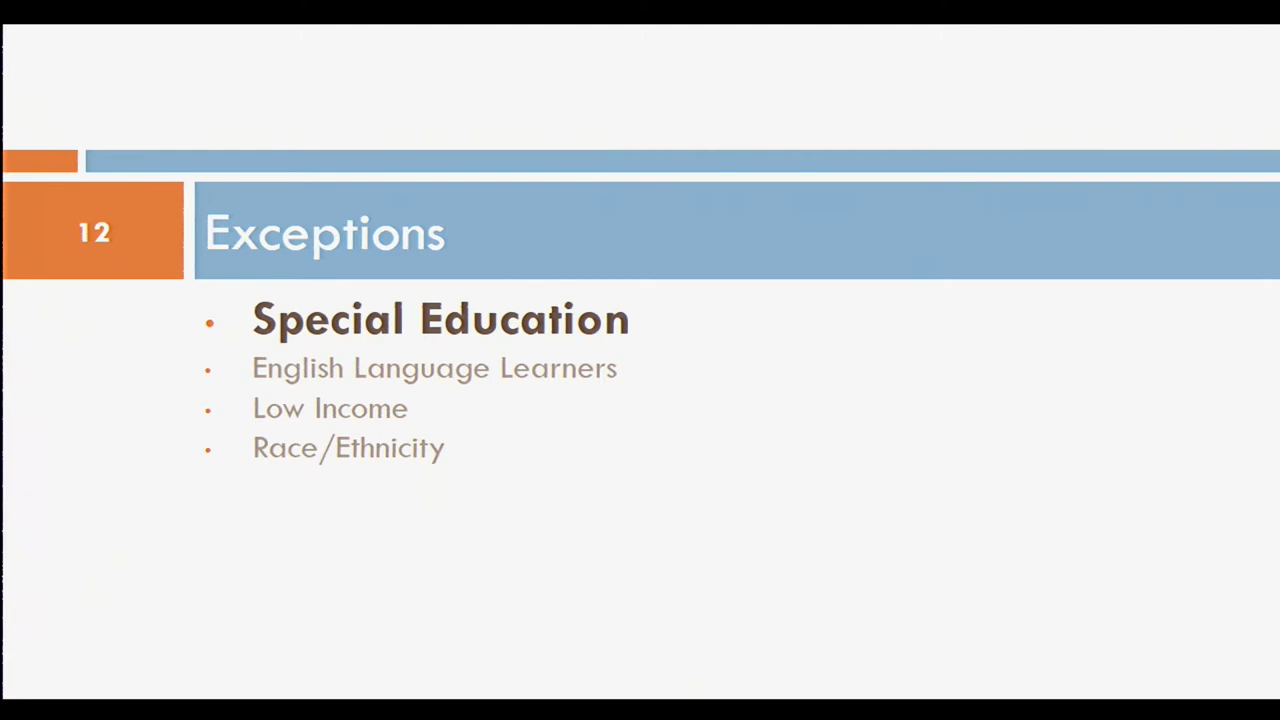 12
Exceptions
• Special Education
• English Language Learners
• Low Income
• Race/Ethnicity